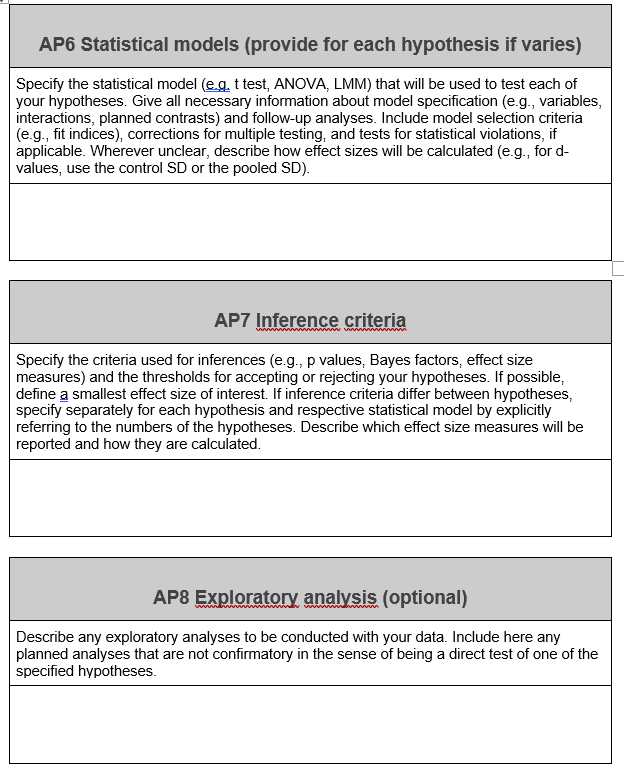 AP6 Statistical models (provide for each hypothesis if varies)
Specify the statistical model (e.g. t test, ANOVA, LMM) that will be used to test each of
your hypotheses. Give all necessary information about model specification (e.g., variables,
interactions, planned contrasts) and follow-up analyses. Include model selection criteria
(e.g., fit indices), corrections for multiple testing, and tests for statistical violations, if
applicable. Wherever unclear, describe how effect sizes will be calculated (e.g., for d-
values, use the control SD or the pooled SD).
AP7 Inference criteria
Specify the criteria used for inferences (e.g., p values, Bayes factors, effect size
measures) and the thresholds for accepting or rejecting your hypotheses. If possible,
define a smallest effect size of interest. If inference criteria differ between hypotheses,
specify separately for each hypothesis and respective statistical model by explicitly
referring to the numbers of the hypotheses. Describe which effect size measures will be
reported and how they are calculated.
AP8 Exploratory analysis (optional)
Describe any exploratory analyses to be conducted with your data. Include here any
planned analyses that are not confirmatory in the sense of being a direct test of one of the
specified hypotheses.